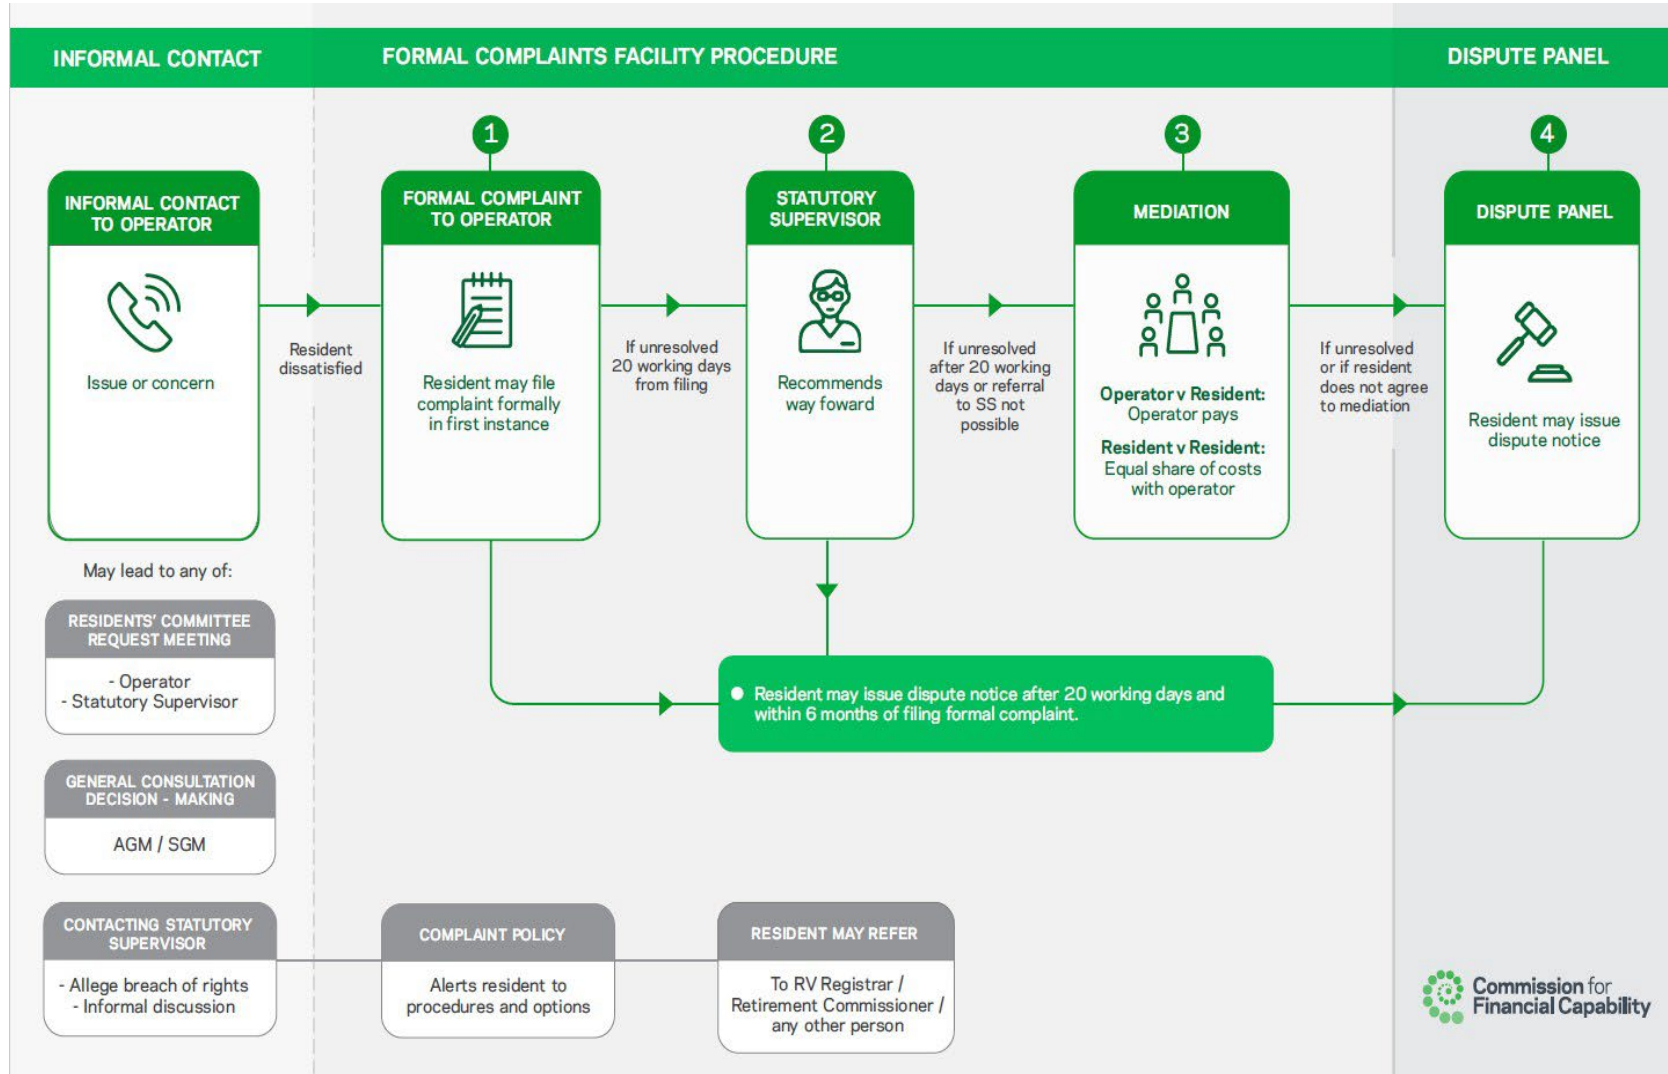 INFORMAL CONTACT
FORMAL COMPLAINTS FACILITY PROCEDURE
DISPUTE PANEL
1
2
3
4
INFORMAL CONTACT
TO OPERATOR
Issue or concern
Resident
dissatisfied
FORMAL COMPLAINT
TO OPERATOR
Resident may file
complaint formally
in first instance
If unresolved
20 working days
from filing
STATUTORY
SUPERVISOR
Recommends
way foward
If unresolved
after 20 working
days or referral
to SS not
possible
MEDIATION
Operator v Resident:
Operator pays
Resident v Resident:
Equal share of costs
with operator
If unresolved
or if resident
does not agree
to mediation
DISPUTE PANEL
Resident may issue
dispute notice
May lead to any of:
RESIDENTS' COMMITTEE
REQUEST MEETING
- Operator
- Statutory Supervisor
Resident may issue dispute notice after 20 working days and
within 6 months of filing formal complaint.
GENERAL CONSULTATION
DECISION - MAKING
AGM / SGM
CONTACTING STATUTORY
SUPERVISOR
- Allege breach of rights
- Informal discussion
COMPLAINT POLICY
Alerts resident to
procedures and options
RESIDENT MAY REFER
To RV Registrar /
Retirement Commissioner /
any other person
Commission for
Financial Capability